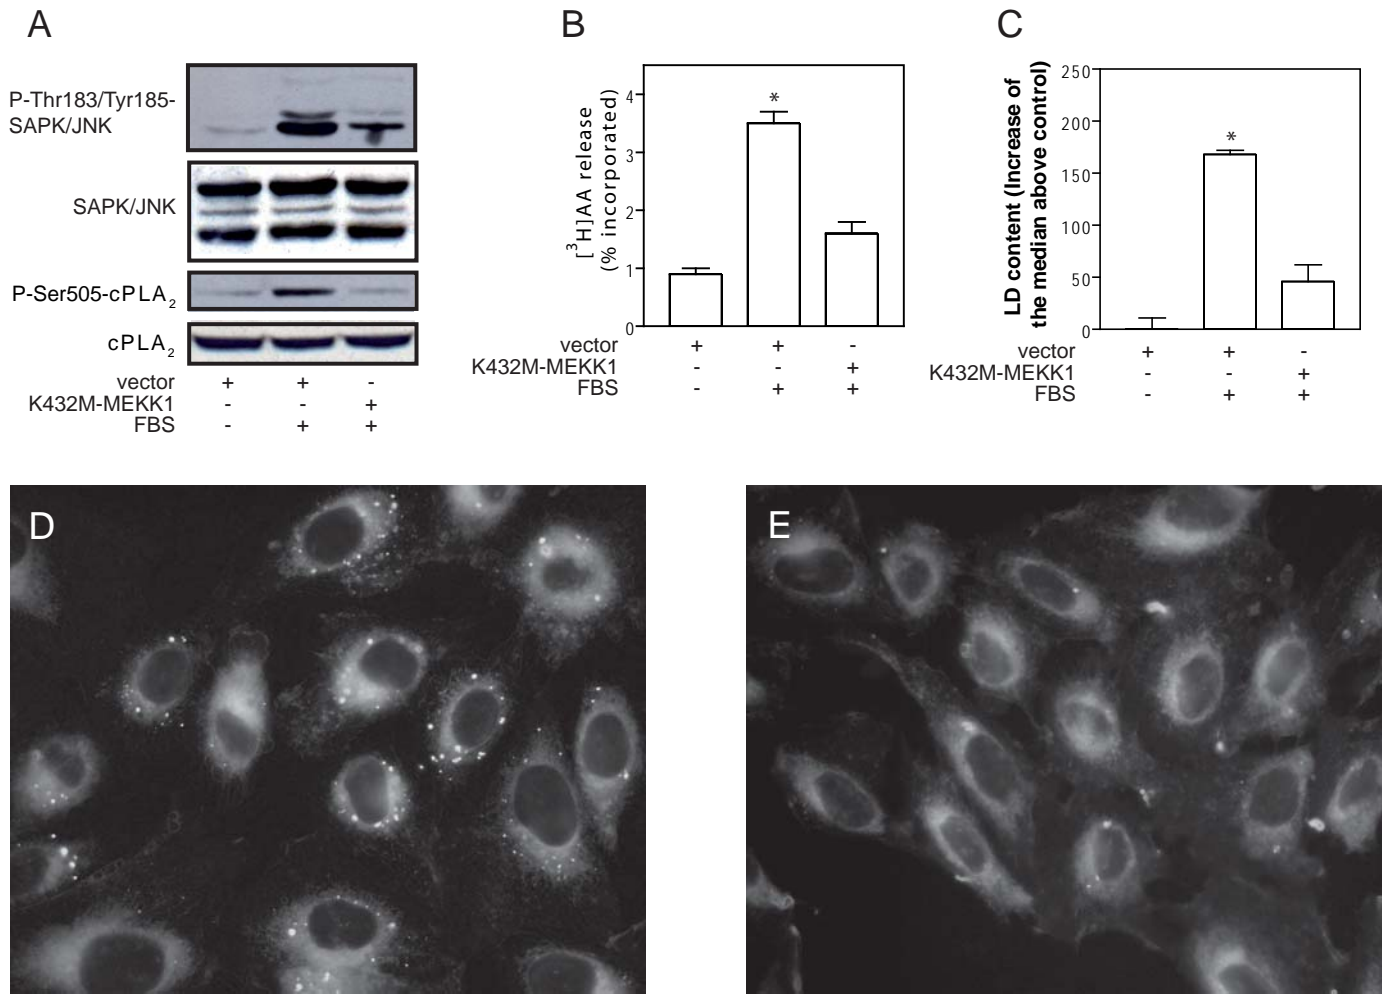 A
P-Thr183/Tyr185-
SAPK/JNK
SAPK/JNK
P-Ser505-cPLA2
cPLA2
vector + + -
K432M-MEKK1 - - +
FBS - + +
B
[3H]AA release
(% incorporated)
4
3
2
1
0
*
vector + + -
K432M-MEKK1 - - +
FBS - + +
C
LD content (Increase of
the median above control)
250
200
150
100
50
0
*
vector + + -
K432M-MEKK1 - - +
FBS - + +
D
E